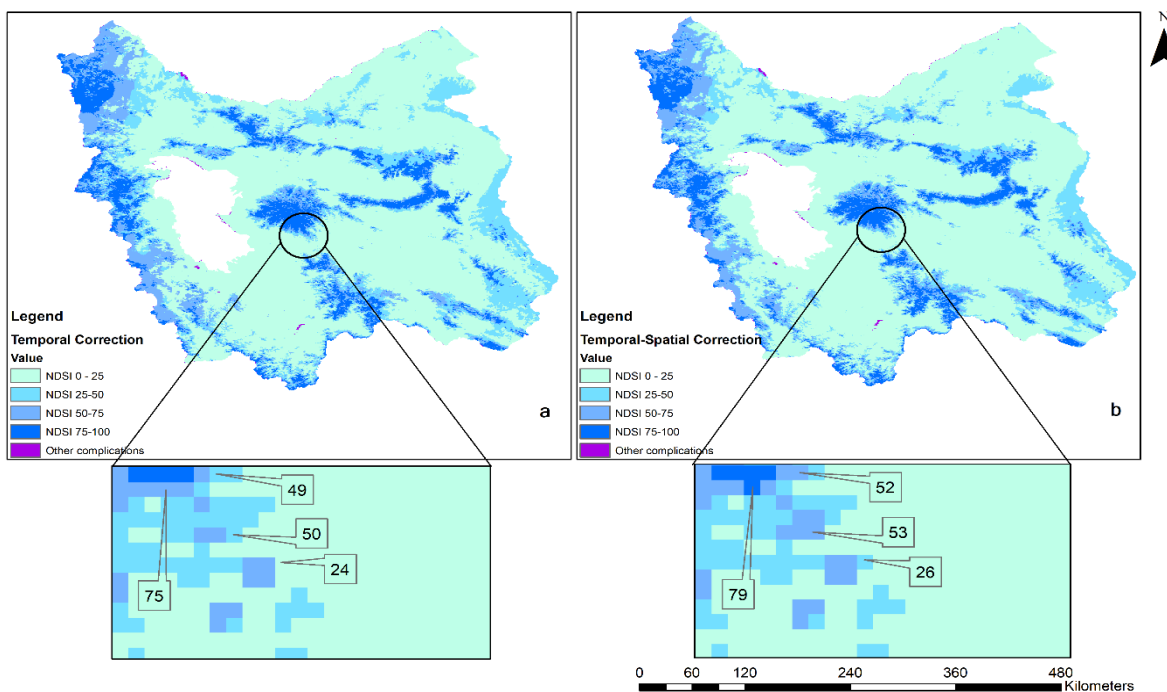 N
Legend
Temporal Correction
Value
NDSI 0 - 25
NDSI 25-50
NDSI 50-75
NDSI 75-100
Other complications
a
Legend
Temporal-Spatial Correction
Value
NDSI 0 - 25
NDSI 25-50
NDSI 50-75
NDSI 75-100
Other complications
b
49
50
24
75
52
53
26
79
0 60 120 240 360 480
Kilometers